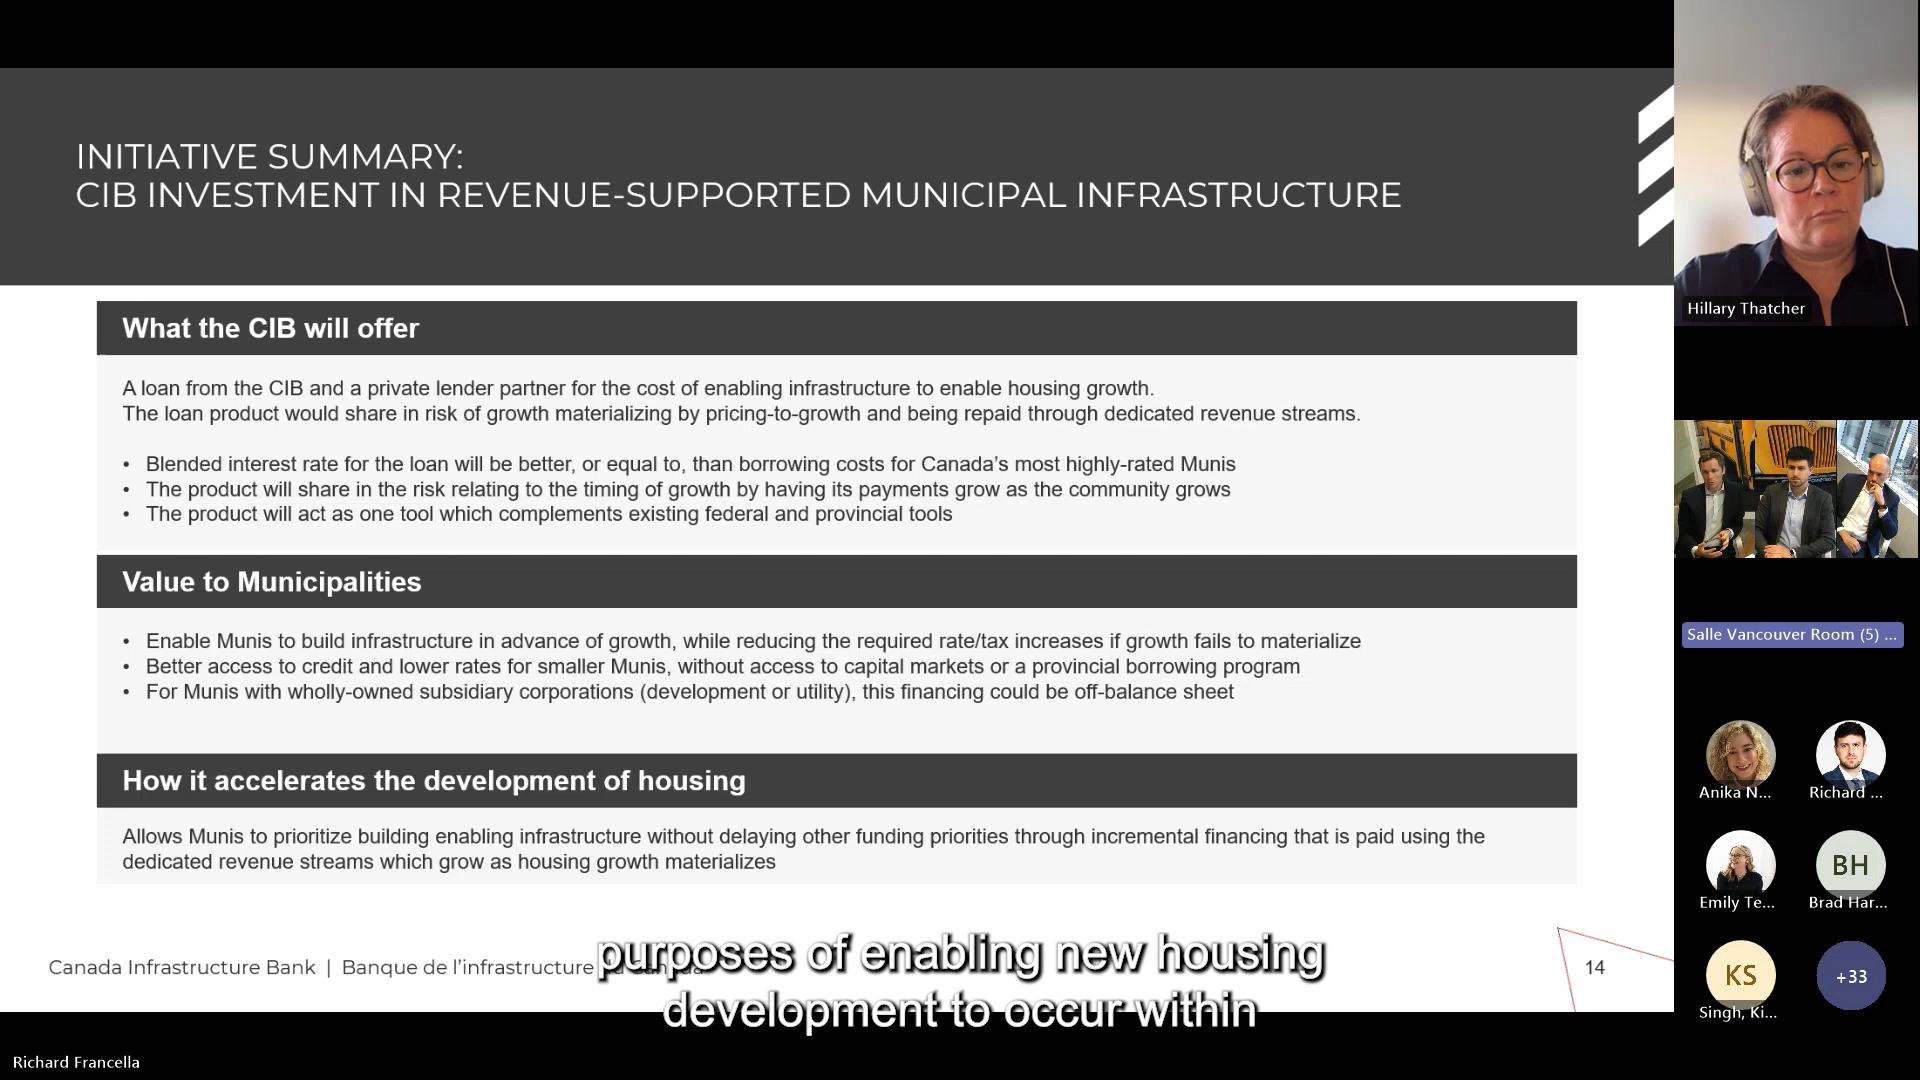 INITIATIVE SUMMARY:
CIB INVESTMENT IN REVENUE-SUPPORTED MUNICIPAL INFRASTRUCTURE
What the CIB will offer
A loan from the CIB and a private lender partner for the cost of enabling infrastructure to enable housing growth.
The loan product would share in risk of growth materializing by pricing-to-growth and being repaid through dedicated revenue streams.
• Blended interest rate for the loan will be better, or equal to, than borrowing costs for Canada's most highly-rated Munis
• The product will share in the risk relating to the timing of growth by having its payments grow as the community grows
• The product will act as one tool which complements existing federal and provincial tools
Value to Municipalities
• Enable Munis to build infrastructure in advance of growth, while reducing the required rate/tax increases if growth fails to materialize
• Better access to credit and lower rates for smaller Munis, without access to capital markets or a provincial borrowing program
• For Munis with wholly-owned subsidiary corporations (development or utility), this financing could be off-balance sheet
How it accelerates the development of housing
Allows Munis to prioritize building enabling infrastructure without delaying other funding priorities through incremental financing that is paid using the
dedicated revenue streams which grow as housing growth materializes
Canada Infrastructure Bank | Banque de l'infrastructure
14
purposes of enabling new housing
development to occur within
Richard Francella
Hillary Thatcher
Salle Vancouver Room (5) ...
Anika N...
Richard ...
Emily Te...
BH
Brad Har...
KS
Singh, Ki...
+33